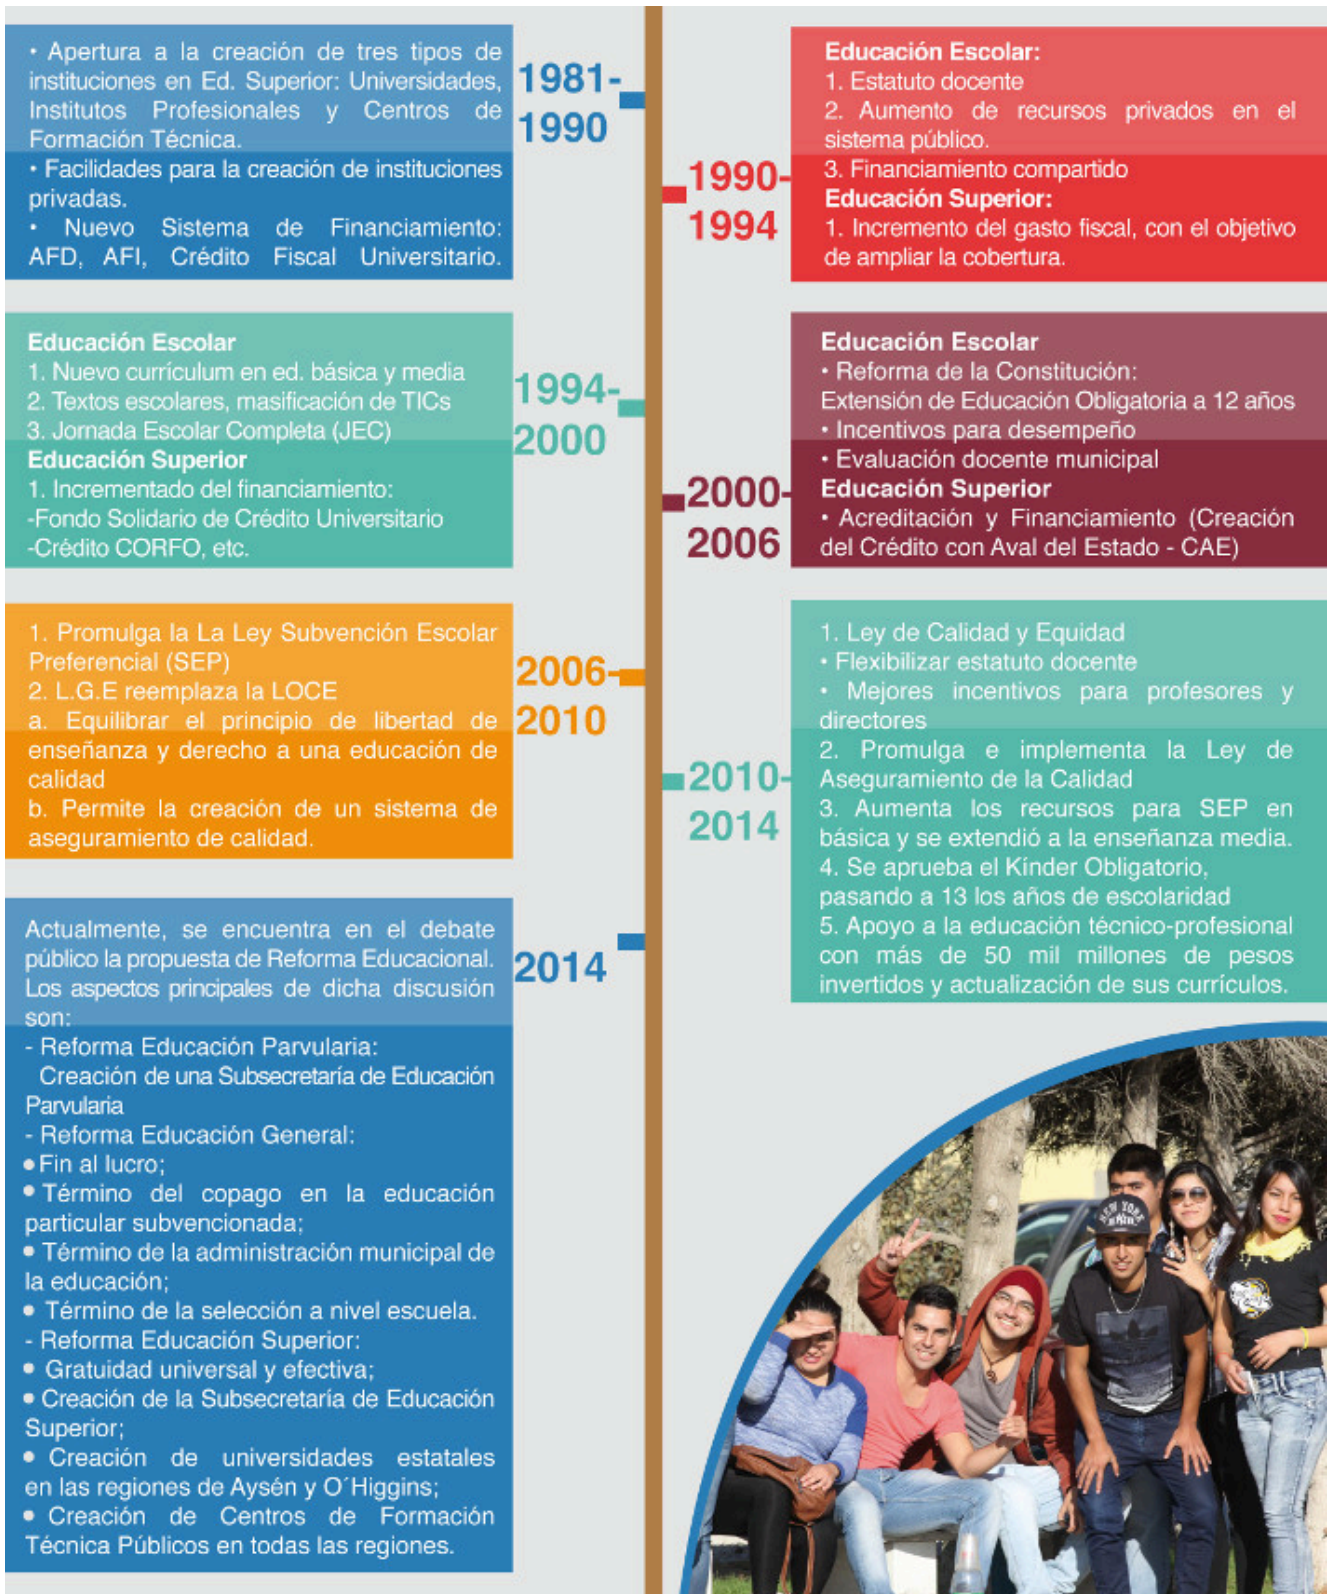 • Apertura a la creación de tres tipos de
instituciones en Ed. Superior: Universidades,
Institutos Profesionales y Centros de
Formación Técnica.
• Facilidades para la creación de instituciones
privadas.
• Nuevo Sistema de Financiamiento:
AFD, AFI, Crédito Fiscal Universitario.
1981-
1990
Educación Escolar:
1. Estatuto docente
2. Aumento de recursos privados en el
sistema público.
3. Financiamiento compartido
Educación Superior:
1. Incremento del gasto fiscal, con el objetivo
de ampliar la cobertura.
1990-
1994
Educación Escolar
1. Nuevo currículum en ed. básica y media
2. Textos escolares, masificación de TICs
3. Jornada Escolar Completa (JEC)
Educación Superior
1. Incrementado del financiamiento:
-Fondo Solidario de Crédito Universitario
-Crédito CORFO, etc.
1994-
2000
Educación Escolar
• Reforma de la Constitución:
Extensión de Educación Obligatoria a 12 años
• Incentivos para desempeño
• Evaluación docente municipal
Educación Superior
• Acreditación y Financiamiento (Creación
del Crédito con Aval del Estado - CAE)
2000-
2006
1. Promulga la La Ley Subvención Escolar
Preferencial (SEP)
2. L.G.E reemplaza la LOCE
a. Equilibrar el principio de libertad de
enseñanza y derecho a una educación de
calidad
b. Permite la creación de un sistema de
aseguramiento de calidad.
2006-
2010
1. Ley de Calidad y Equidad
• Flexibilizar estatuto docente
• Mejores incentivos para profesores y
directores
2. Promulga e implementa la Ley de
Aseguramiento de la Calidad
3. Aumenta los recursos para SEP en
básica y se extendió a la enseñanza media.
4. Se aprueba el Kínder Obligatorio,
pasando a 13 los años de escolaridad
5. Apoyo a la educación técnico-profesional
con más de 50 mil millones de pesos
invertidos y actualización de sus currículos.
2010-
2014
Actualmente, se encuentra en el debate
público la propuesta de Reforma Educacional.
Los aspectos principales de dicha discusión
son:
- Reforma Educación Parvularia:
Creación de una Subsecretaría de Educación
Parvularia
- Reforma Educación General:
• Fin al lucro;
• Término del copago en la educación
particular subvencionada;
• Término de la administración municipal de
la educación;
• Término de la selección a nivel escuela.
- Reforma Educación Superior:
• Gratuidad universal y efectiva;
• Creación de la Subsecretaría de Educación
Superior;
• Creación de universidades estatales
en las regiones de Aysén y O´Higgins;
• Creación de Centros de Formación
Técnica Públicos en todas las regiones.
2014
NEW YORK